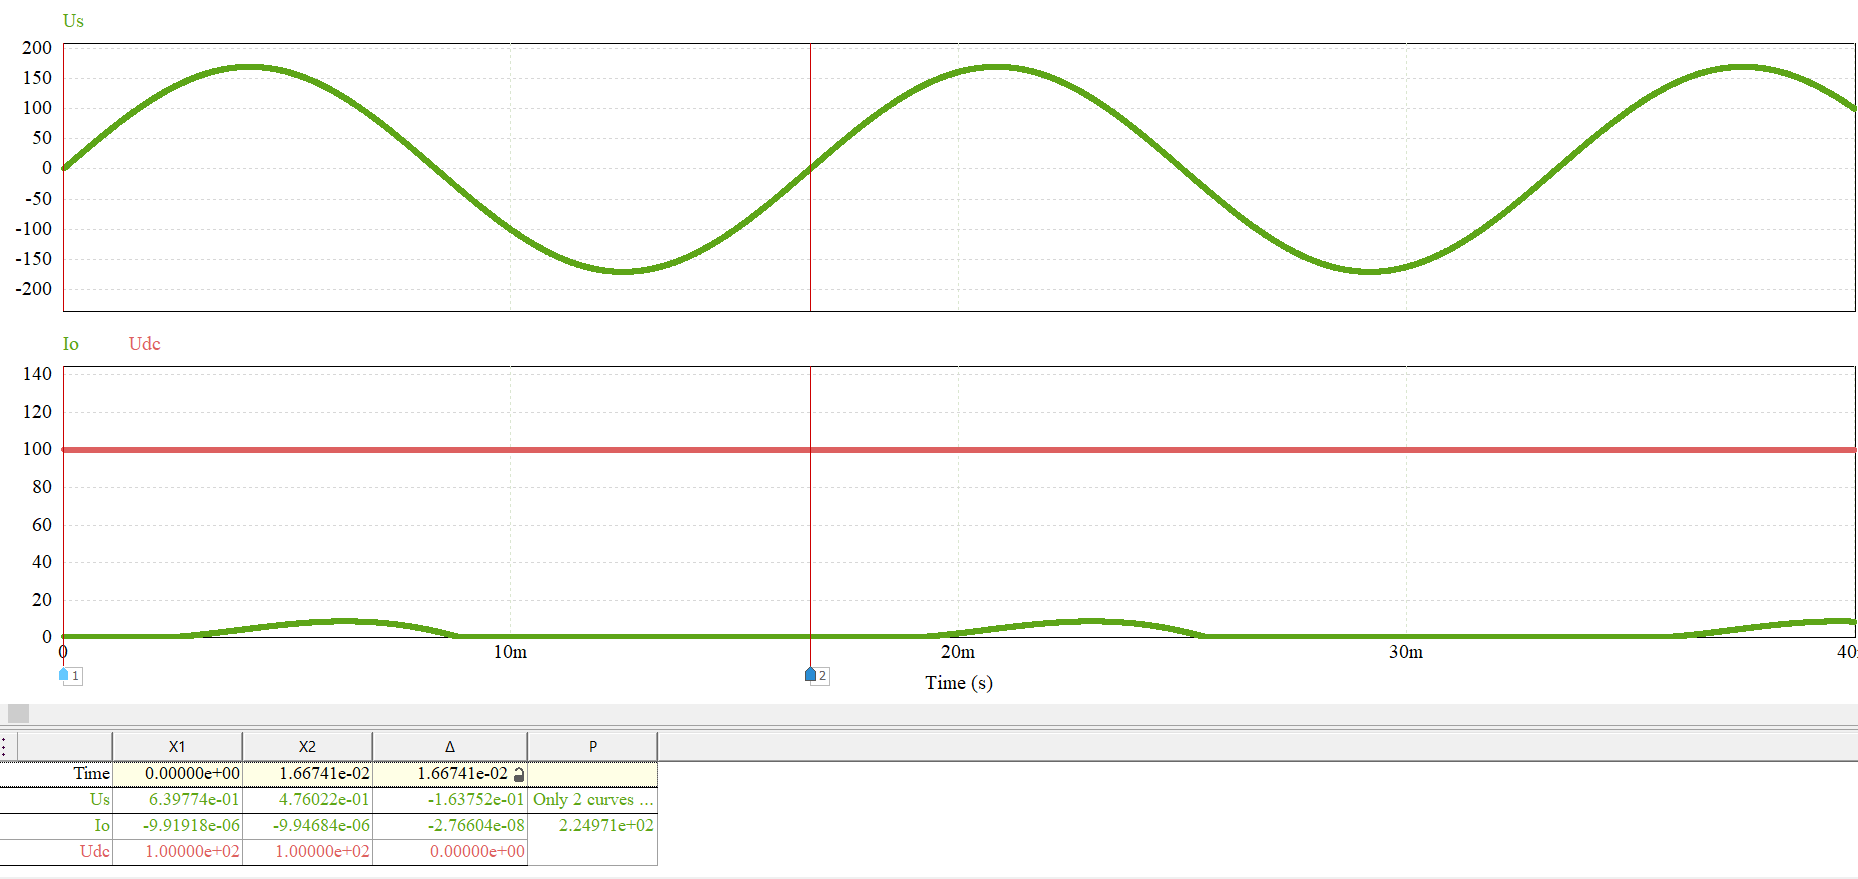 Us
200
150
100
50
0
-50
-100
-150
-200
Io Udc
140
120
100
80
60
40
20
0
0 10m 20m 30m 40
1 2
Time (s)
X1 X2 Δ P
Time 0.00000e+00 1.66741e-02 1.66741e-02
Us 6.39774e-01 4.76022e-01 -1.63752e-01 Only 2 curves ...
Io -9.91918e-06 -9.94684e-06 -2.76604e-08 2.24971e+02
Udc 1.00000e+02 1.00000e+02 0.00000e+00